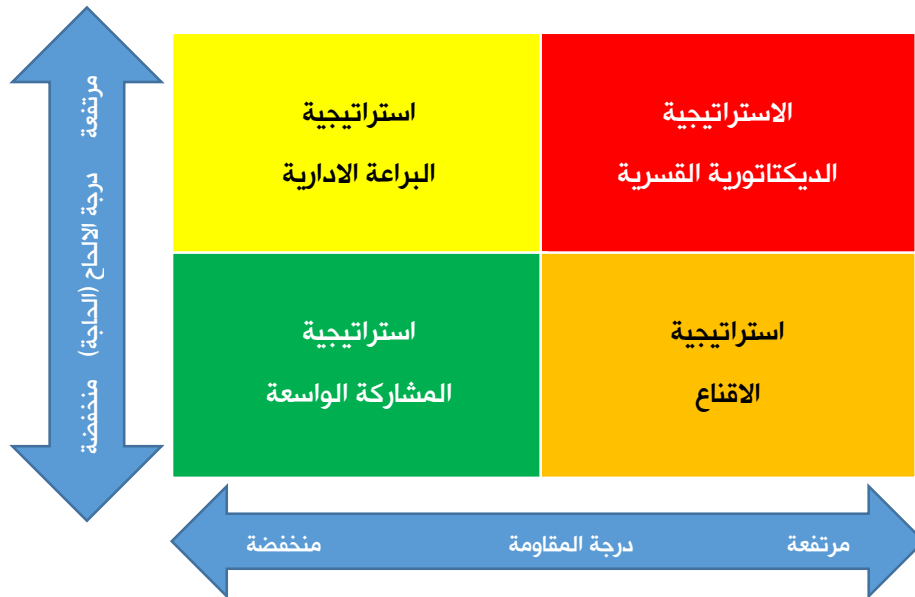 الاستراتيجية
الديكتاتورية القسرية
استراتيجية
البراعة الادارية
استراتيجية
الاقناع
استراتيجية
المشاركة الواسعة
منخفضة درجة الالحاح (الحاجة) مرتفعة
مرتفعة درجة المقاومة منخفضة